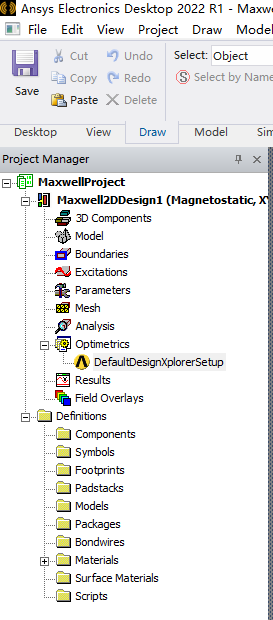 Ansys Electronics Desktop 2022 R1 - Maxwe
File Edit View Project Draw Model
Save
Cut Undo Select: Object
Copy Redo Select by Name
Paste Delete
Desktop View Draw Model Sim
Project Manager
MaxwellProject
Maxwell2DDesign1 (Magnetostatic, XY
3D Components
Model
Boundaries
Excitations
Parameters
Mesh
Analysis
Optimetrics
DefaultDesignXplorerSetup
Results
Field Overlays
Definitions
Components
Symbols
Footprints
Padstacks
Models
Packages
Bondwires
Materials
Surface Materials
Scripts